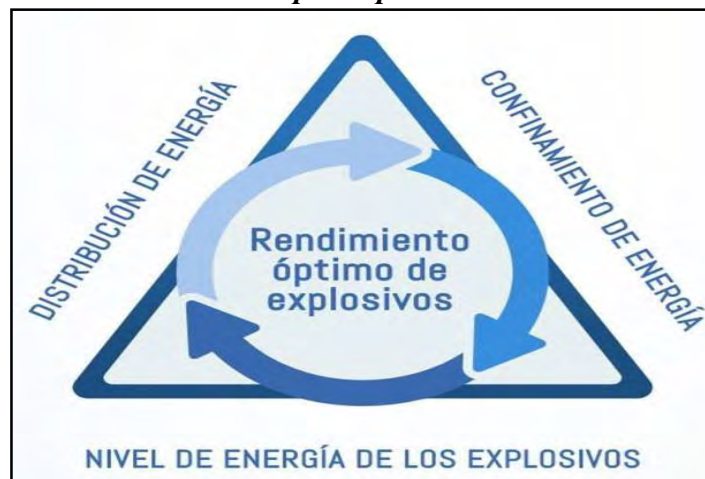 DISTRIBUCIÓN DE ENERGÍA
CONFINAMIENTO DE ENERGÍA
Rendimiento
óptimo de
explosivos
NIVEL DE ENERGÍA DE LOS EXPLOSIVOS